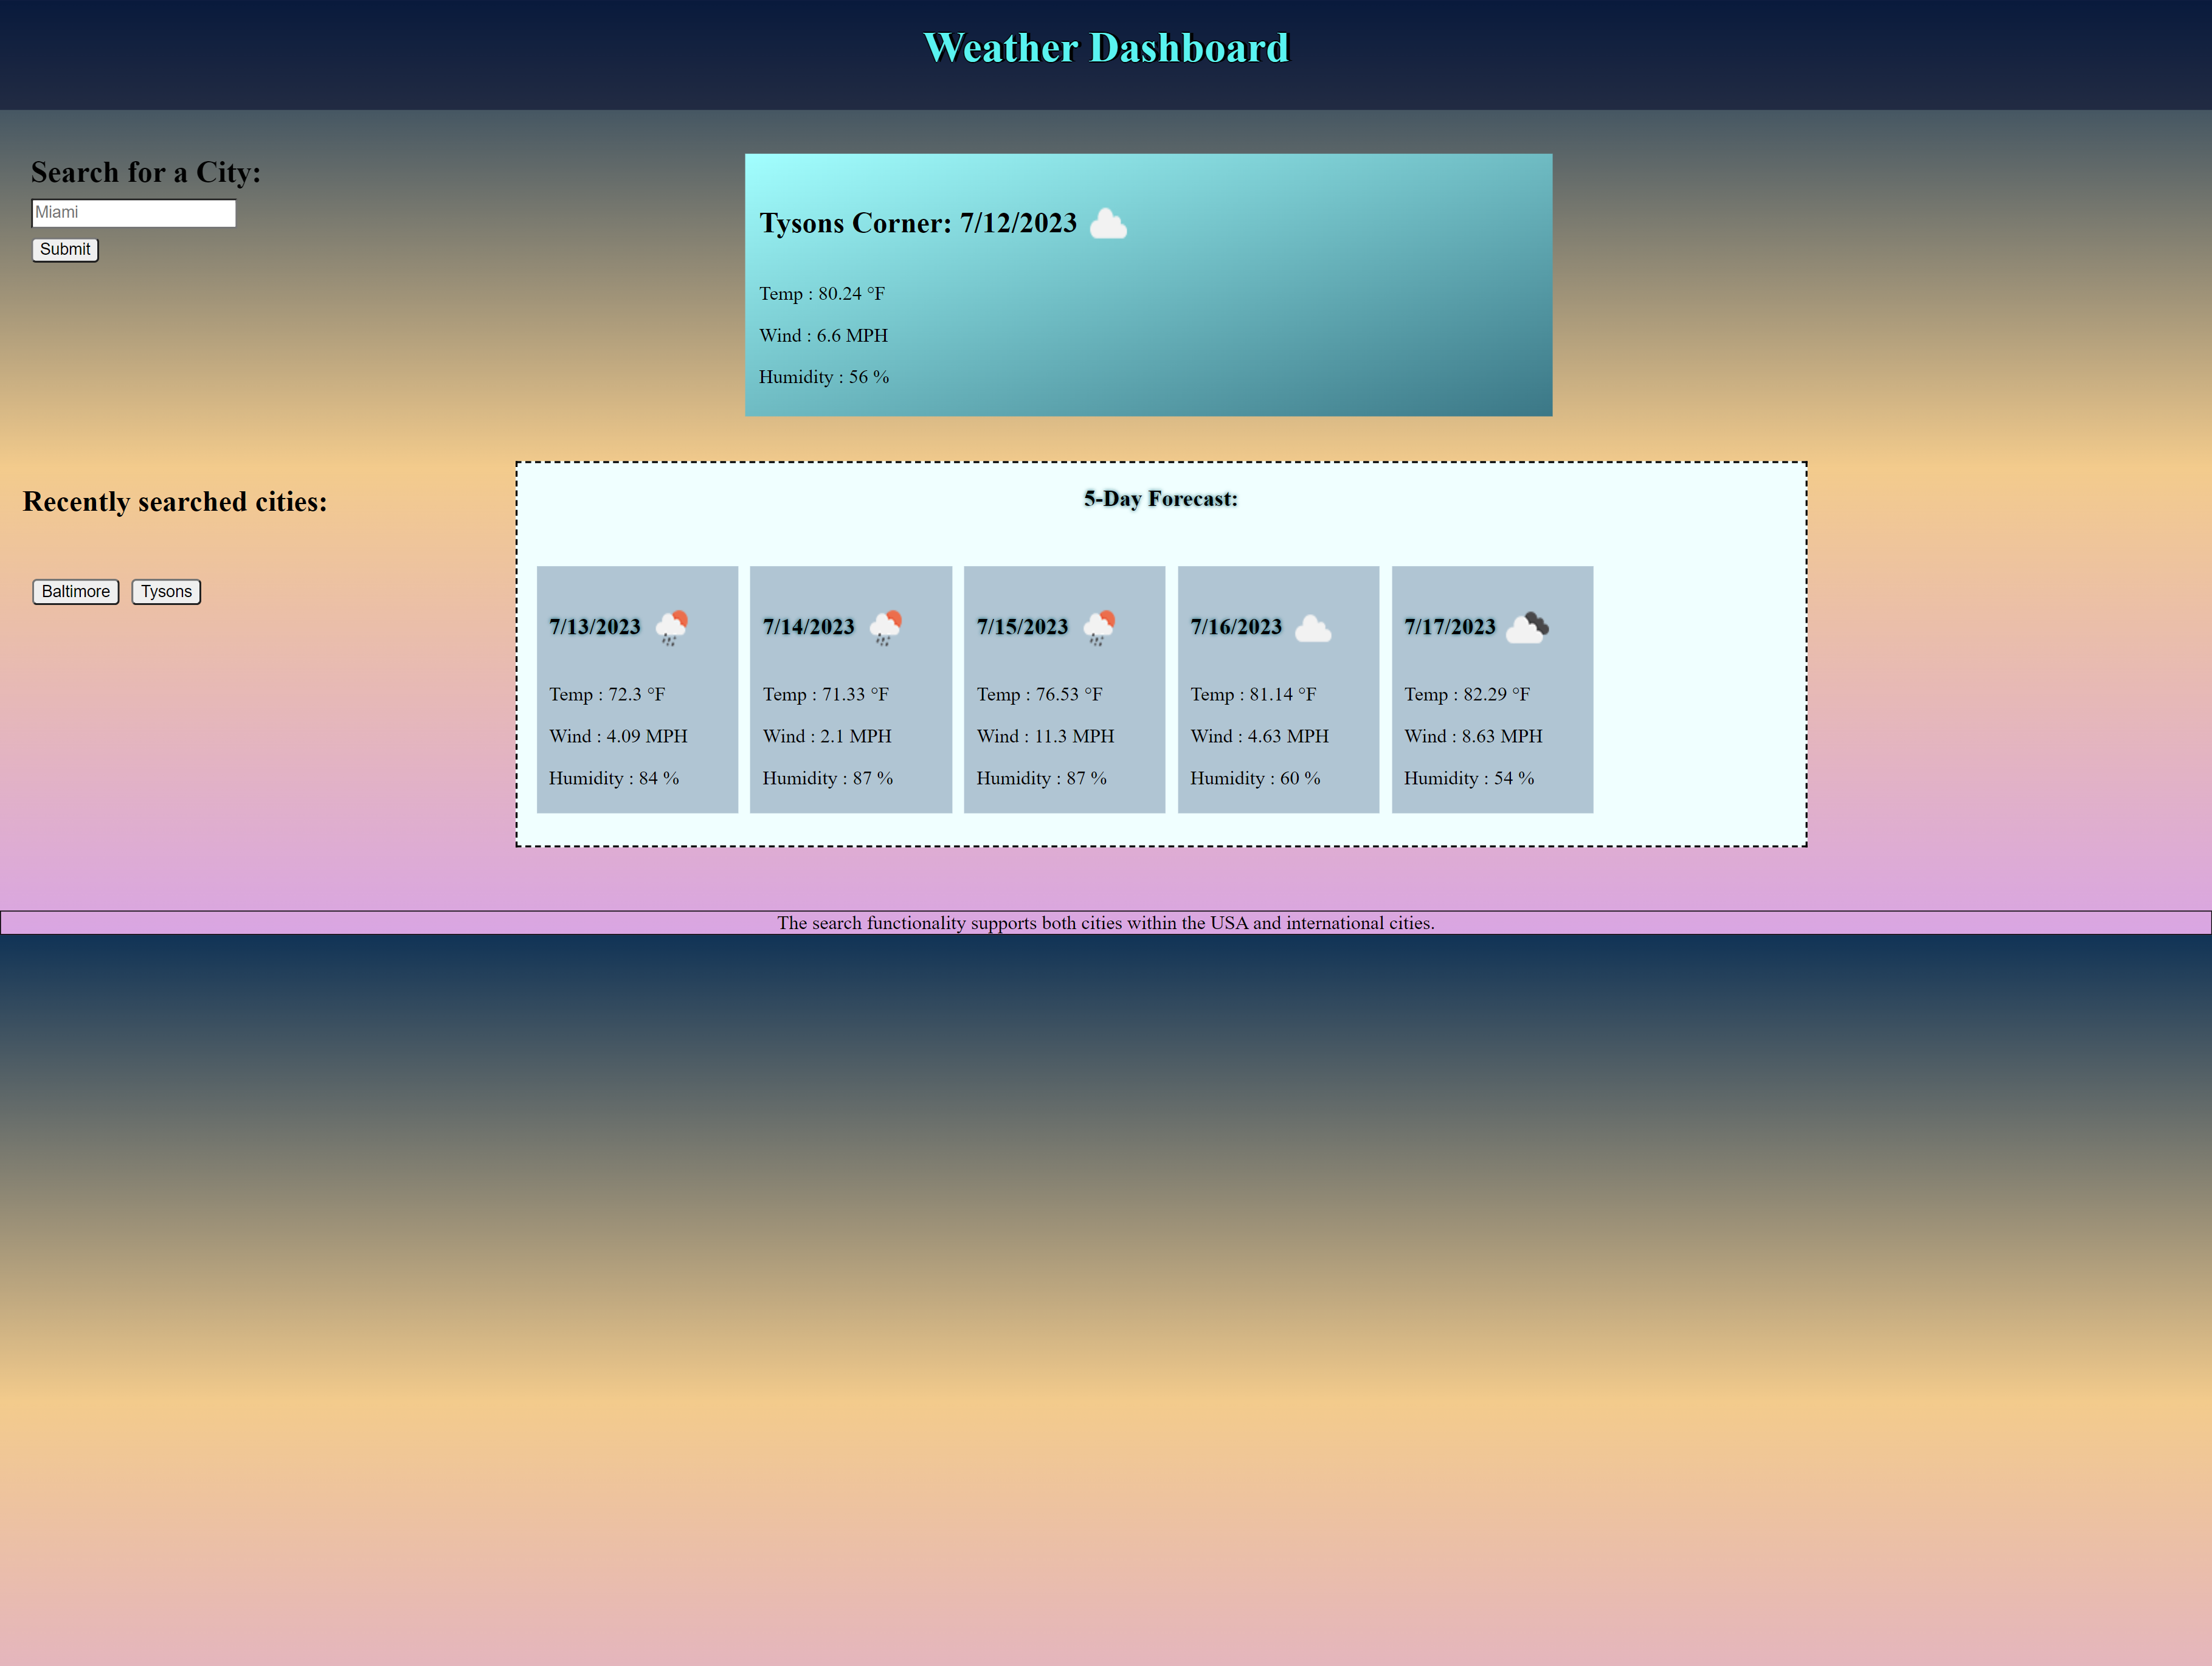 Weather Dashboard
Search for a City:
Miami
Submit
Tysons Corner: 7/12/2023
Temp : 80.24 °F
Wind : 6.6 MPH
Humidity : 56 %
Recently searched cities:
Baltimore Tysons
5-Day Forecast:
7/13/2023
Temp : 72.3 °F
Wind : 4.09 MPH
Humidity : 84 %
7/14/2023
Temp : 71.33 °F
Wind : 2.1 MPH
Humidity : 87 %
7/15/2023
Temp : 76.53 °F
Wind : 11.3 MPH
Humidity : 87 %
7/16/2023
Temp : 81.14 °F
Wind : 4.63 MPH
Humidity : 60 %
7/17/2023
Temp : 82.29 °F
Wind : 8.63 MPH
Humidity : 54 %
The search functionality supports both cities within the USA and international cities.